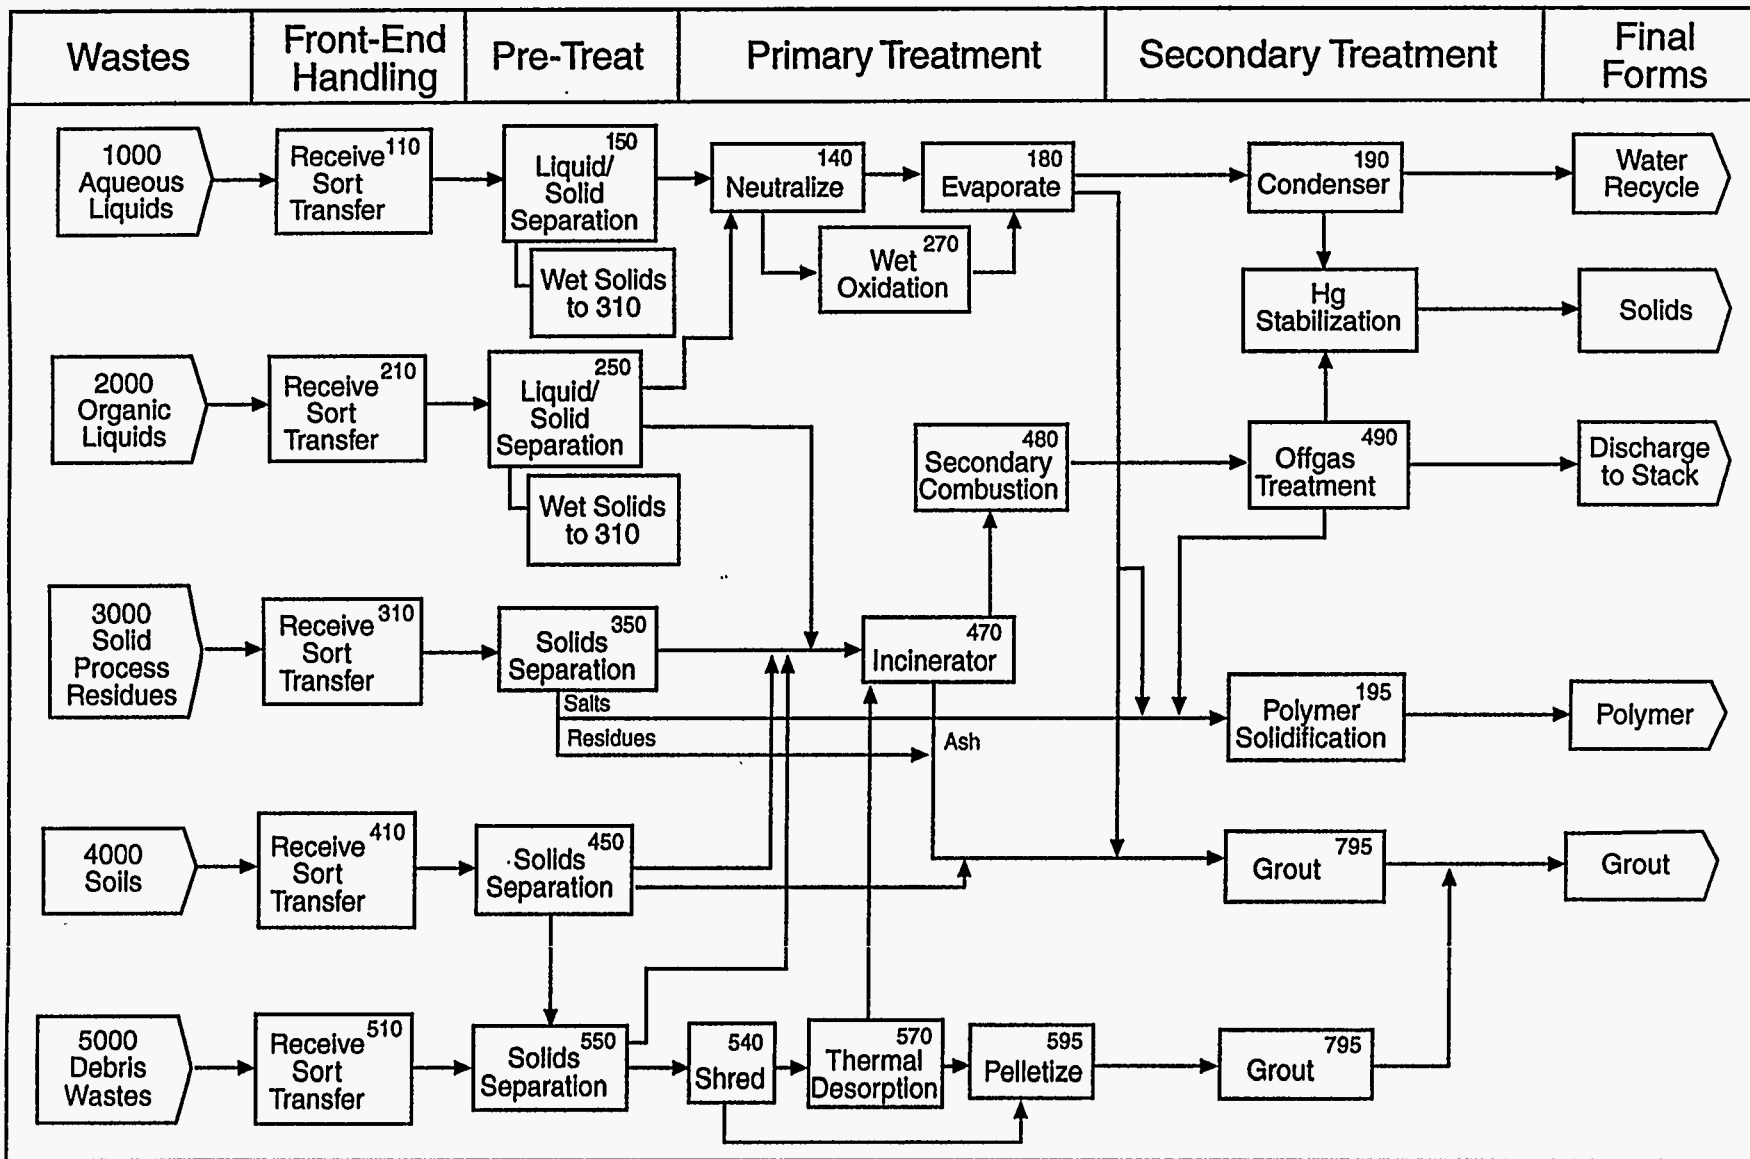 Wastes
Front-End
Handling
Pre-Treat
Primary Treatment
Secondary Treatment
Final
Forms
1000
Aqueous
Liquids
Receive 110
Sort
Transfer
150
Liquid/
Solid
Separation
Wet Solids
to 310
140
Neutralize
180
Evaporate
270
Wet
Oxidation
190
Condenser
Water
Recycle
Hg
Stabilization
Solids
2000
Organic
Liquids
Receive 210
Sort
Transfer
250
Liquid/
Solid
Separation
Wet Solids
to 310
480
Secondary
Combustion
490
Offgas
Treatment
Discharge
to Stack
3000
Solid
Process
Residues
Receive 310
Sort
Transfer
350
Solids
Separation
Salts
Residues
470
Incinerator
Ash
195
Polymer
Solidification
Polymer
4000
Soils
410
Receive
Sort
Transfer
450
Solids
Separation
795
Grout
Grout
5000
Debris
Wastes
510
Receive
Sort
Transfer
550
Solids
Separation
540
Shred
570
Thermal
Desorption
595
Pelletize
795
Grout